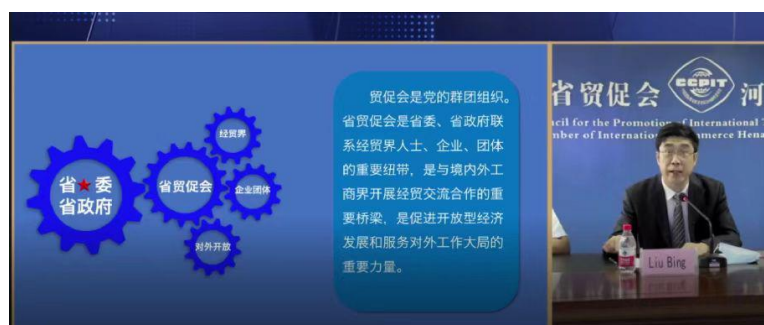 省★委
省政府
省贸促会
经贸界
企业团体
对外开放
贸促会是党的群团组织。
省贸促会是省委、省政府联
系经贸界人士、企业、团体
的重要纽带，是与境内外工
商界开展经贸交流合作的重
要桥梁，是促进开放型经济
发展和服务对外工作大局的
重要力量。
省贸促会 CCPIT 河
cil for the Promotion of International T
mber of International Commerce Hena
Liu Bing